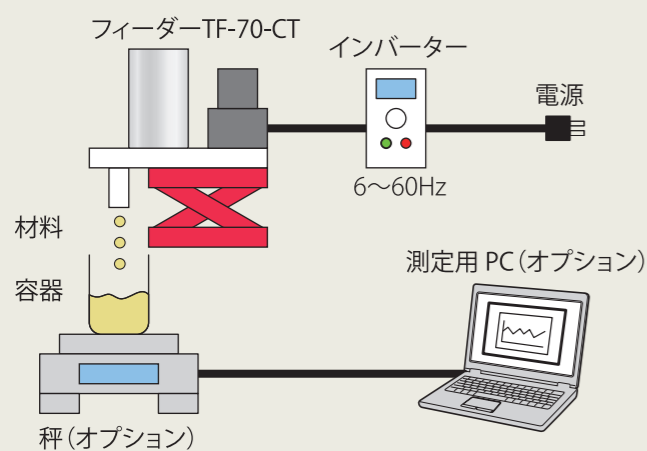 フィーダーTF-70-CT
インバーター
電源
6～60Hz
材料
容器
測定用 PC（オプション）
秤（オプション）